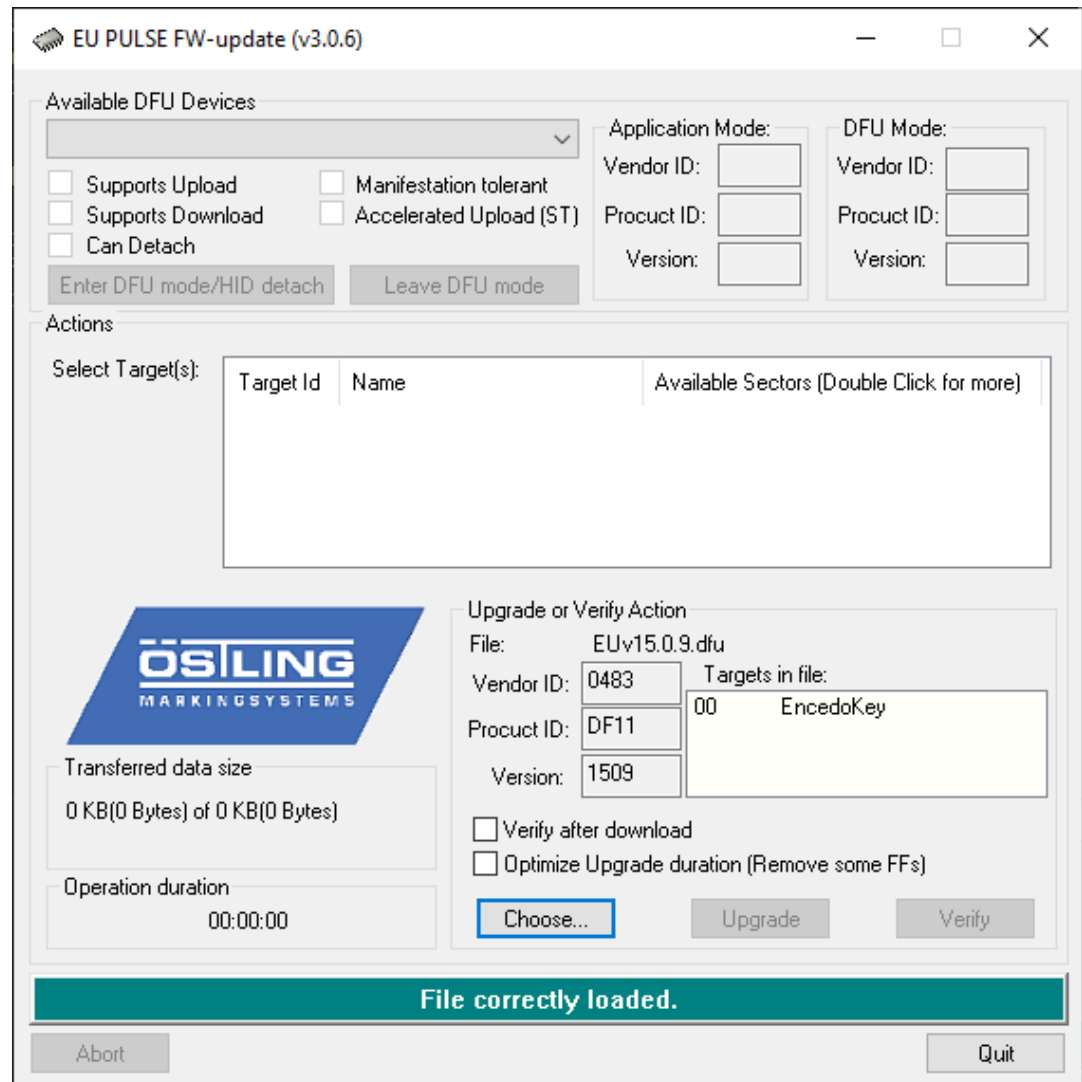 EU PULSE FW-update (v3.0.6)
Available DFU Devices
Supports Upload
Manifestation tolerant
Supports Download
Accelerated Upload (ST)
Can Detach
Enter DFU mode/HID detach
Leave DFU mode
Application Mode:
Vendor ID:
Procuct ID:
Version:
DFU Mode:
Vendor ID:
Procuct ID:
Version:
Actions
Select Target(s):
Target Id Name Available Sectors (Double Click for more)
ÖSTLING
MARKINGSYSTEMS
Transferred data size
0 KB(0 Bytes) of 0 KB(0 Bytes)
Operation duration
00:00:00
Upgrade or Verify Action
File: EUv15.0.9.dfu
Vendor ID: 0483
Procuct ID: DF11
Version: 1509
Targets in file:
00 EncedoKey
Verify after download
Optimize Upgrade duration (Remove some FFs)
Choose...
Upgrade
Verify
File correctly loaded.
Abort
Quit